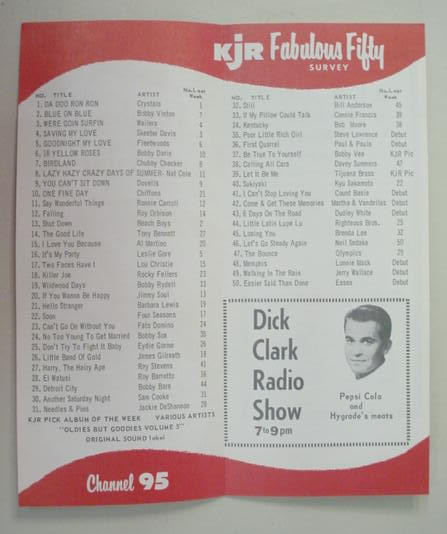 KJR Fabulous Fifty
SURVEY
NO. TITLE ARTIST No. Last Week
1. DA DOO RON RON Crystals 1
2. BLUE ON BLUE Bobby Vinton 7
3. WERE GOIN SURFIN Wailers 3
4. SAVING MY LOVE Skeeter Davis 4
5. GOODNIGHT MY LOVE Fleetwoods 6
6. 18 YELLOW ROSES Bobby Darin 10
7. BIRDLAND Chubby Checker 8
8. LAZY HAZY CRAZY DAYS OF SUMMER- Nat Cole 11
9. YOU CAN'T SIT DOWN Dovells 9
10. ONE FINE DAY Chiffons 21
11. Say Wonderful Things Ronnie Carroll 12
12. Falling Roy Orbison 14
13. Shut Down Beach Boys 2
14. The Good Life Tony Bennett 27
15. I Love You Because Al Martino 20
16. It's My Party Leslie Gore 5
17. Two Faces Have I Lou Christie 15
18. Killer Joe Rocky Fellers 23
19. Wildwood Days Bobby Rydell 33
20. If You Wanna Be Happy Jimmy Soul 13
21. Hello Stranger Barbara Lewis 19
22. Soon Four Seasons 17
23. Can't Go On Without You Fats Domino 24
24. No Too Young To Get Married Bobby Sox 30
25. Don't Try To Fight It Baby Eydie Gorme 26
26. Little Band Of Gold James Gilreath 18
27. Harry, The Hairy Ape Ray Stevens 41
28. El Watusi Ray Barretto 16
29. Detroit City Bobby Bare 44
30. Another Saturday Night Sam Cooke 31
31. Needles & Pins Jackie DeShannon 28
KJR PICK ALBUM OF THE WEEK VARIOUS ARTISTS
"OLDIES BUT GOODIES VOLUME 5"
ORIGINAL SOUND label
Channel 95
NO. TITLE ARTIST No. Last Week
32. Still Bill Anderson 45
33. If My Pillow Could Talk Connie Francis 39
34. Kentucky Bob Moore 38
35. Poor Little Rich Girl Steve Lawrence Debut
36. First Quarrel Paul & Paula Debut
37. Be True To Yourself Bobby Vee KJR Pic
38. Calling All Cars Davey Summers 47
39. Let It Be Me Tijuana Brass KJR Pic
40. Sukiyaki Kyu Sakamoto 22
41. I Can't Stop Loving You Count Basie Debut
42. Come & Get These Memories Martha & Vandellas Debut
43. 6 Days On The Road Dudley White Debut
44. Little Latin Lupe Lu Righteous Bros. 25
45. Losing You Brenda Lee 32
46. Let's Go Steady Again Neil Sedaka 50
47. The Bounce Olympics 29
48. Memphis Lonnie Mack Debut
49. Walking In The Rain Jerry Wallace Debut
50. Easier Said Than Done Essex Debut
Dick
Clark
Radio
Show
7 to 9 pm
Pepsi Cola
and
Hygrade's meats